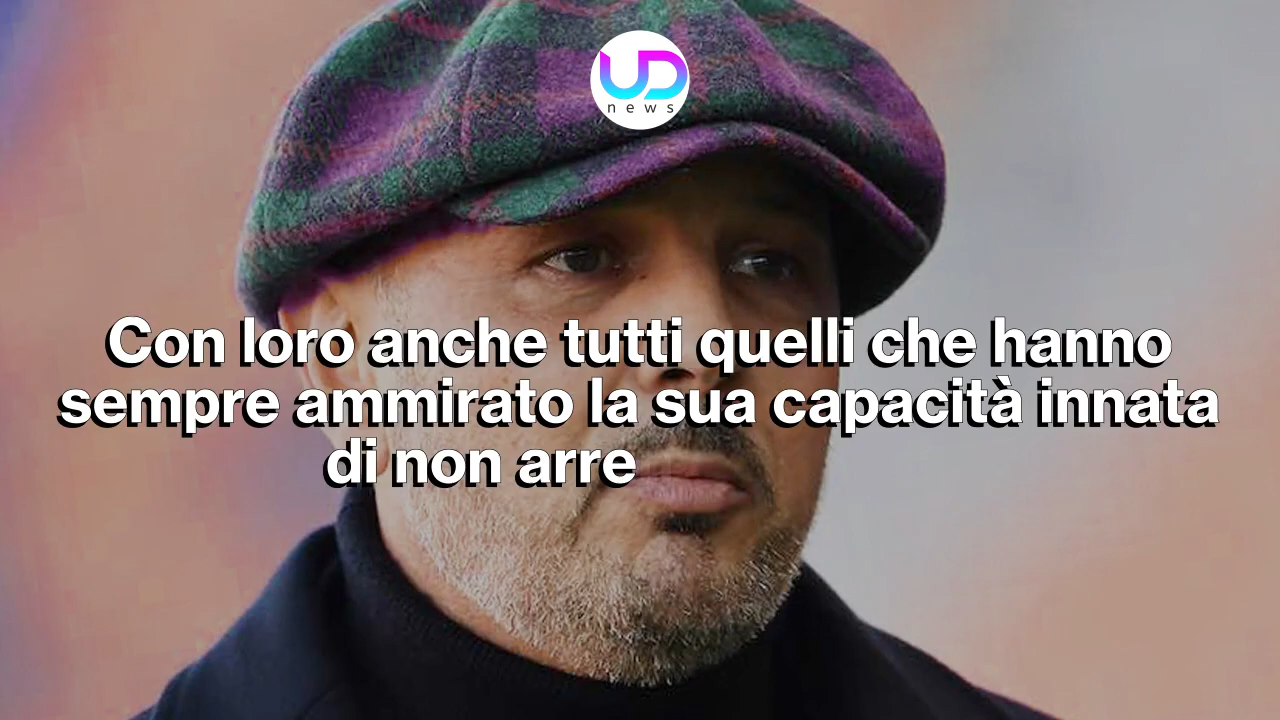 UD
news
Con loro anche tutti quelli che hanno
sempre ammirato la sua capacità innata
di non arre